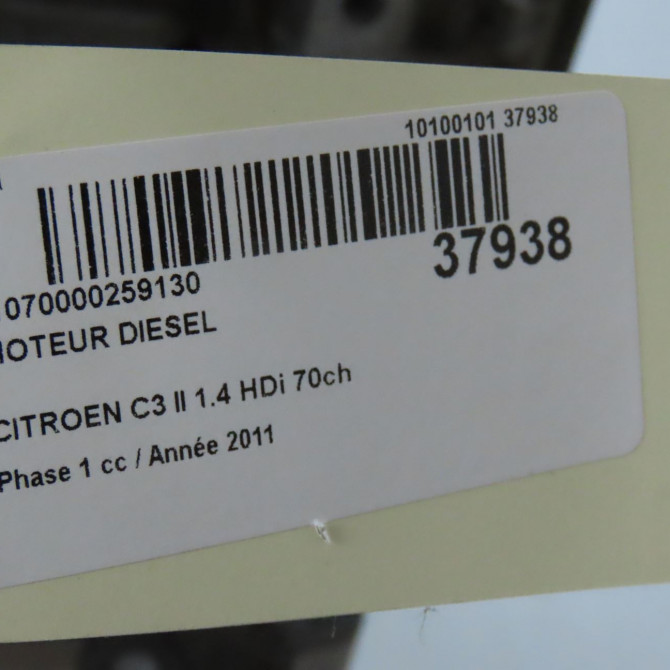 10100101 37938
37938
070000259130
MOTEUR DIESEL
CITROEN C3 II 1.4 HDi 70ch
Phase 1 cc / Année 2011